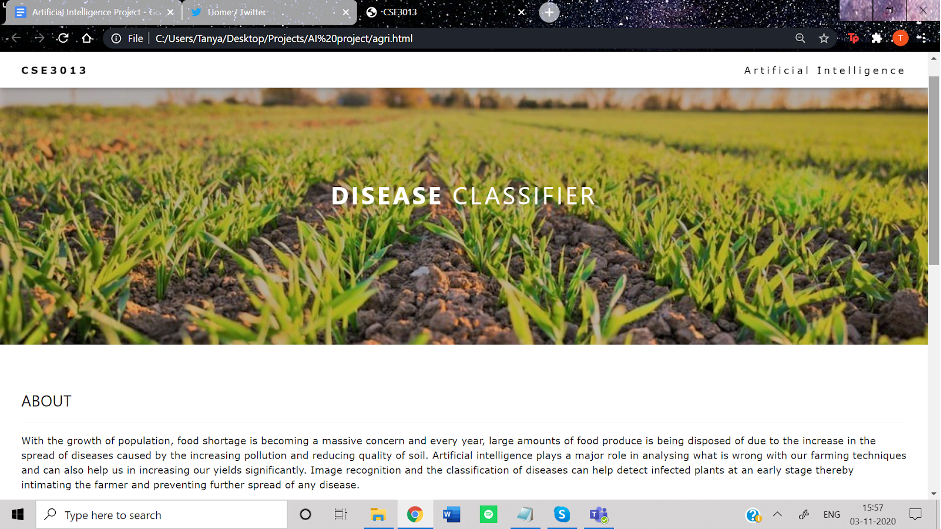 Artificial Intelligence Project - Go
Home / Twitter
CSE3013
File
C:/Users/Tanya/Desktop/Projects/AI%20project/agri.html
T
CSE3013
Artificial Intelligence
DISEASE CLASSIFIER
ABOUT
With the growth of population, food shortage is becoming a massive concern and every year, large amounts of food produce is being disposed of due to the increase in the
spread of diseases caused by the increasing pollution and reducing quality of soil. Artificial intelligence plays a major role in analysing what is wrong with our farming techniques
and can also help us in increasing our yields significantly. Image recognition and the classification of diseases can help detect infected plants at an early stage thereby
intimating the farmer and preventing further spread of any disease.
Type here to search
ENG
15:57
03-11-2020